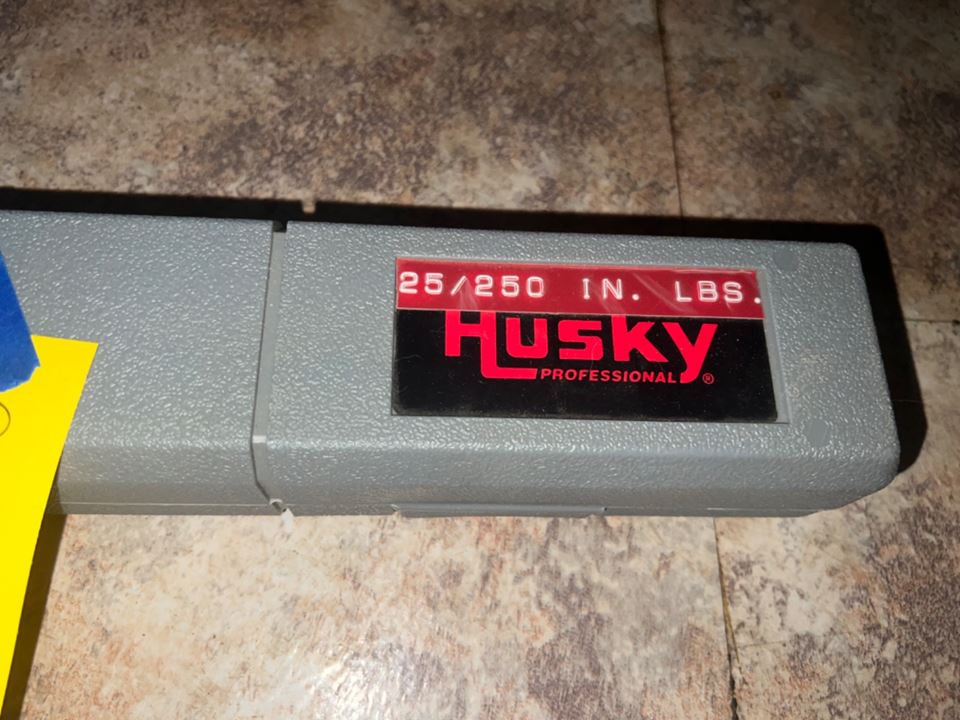 25/250 IN. LBS.
Husky
PROFESSIONAL®